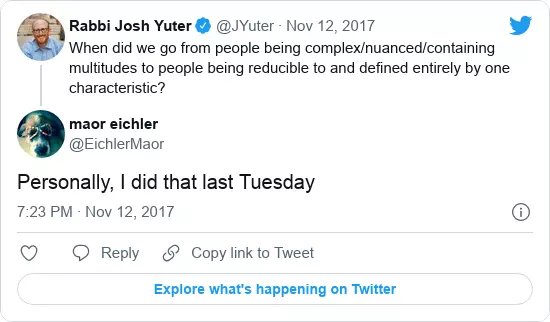 Rabbi Josh Yuter @JYuter · Nov 12, 2017
When did we go from people being complex/nuanced/containing
multitudes to people being reducible to and defined entirely by one
characteristic?
maor eichler
@EichlerMaor
Personally, I did that last Tuesday
7:23 PM · Nov 12, 2017
Reply Copy link to Tweet
Explore what's happening on Twitter